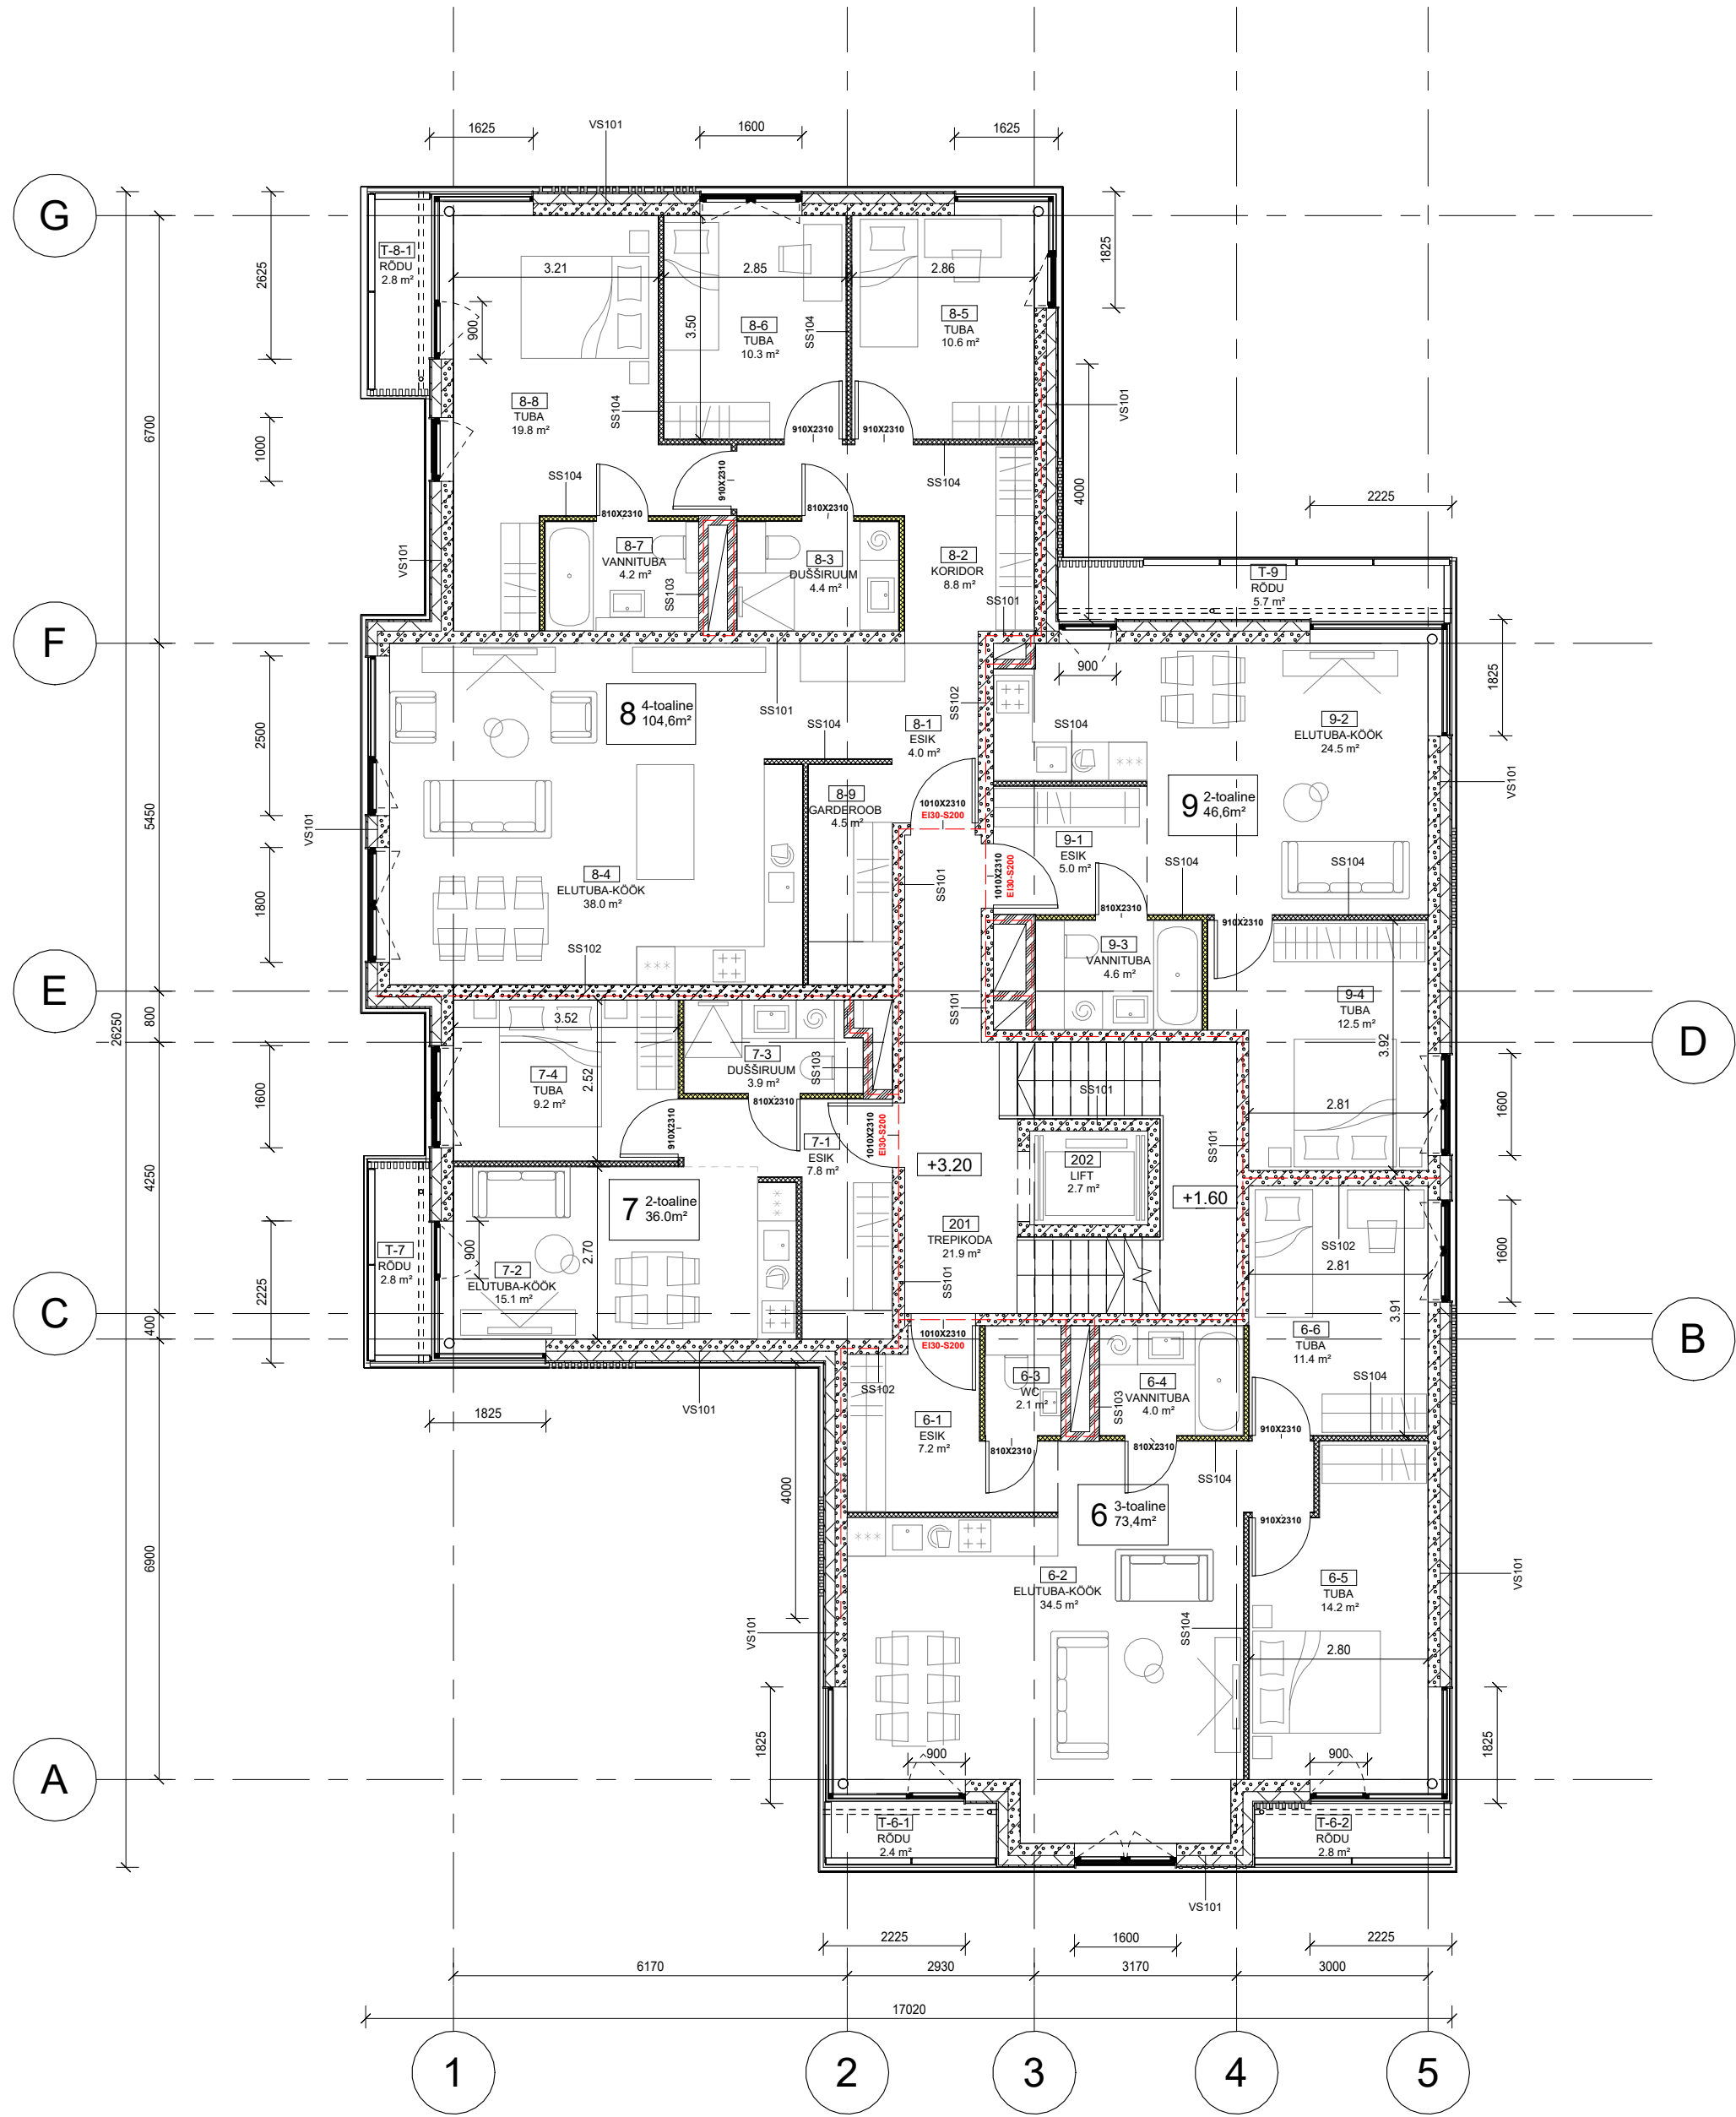 1625
VS101
1600
1625
G
T-8-1
RÕDU
2.8 m²
2625
1825
3.21
2.85
2.86
900
3.50
8-6
TUBA
10.3 m²
SS104
8-5
TUBA
10.6 m²
8-8
TUBA
19.8 m²
SS104
VS101
6700
1000
910X2310
910X2310
SS104
910X2310
SS104
4000
2225
810X2310
810X2310
8-7
VANNITUBA
4.2 m²
SS103
8-3
DUŠŠIRUUM
4.4 m²
8-2
KORIDOR
8.8 m²
VS101
T-9
RÕDU
5.7 m²
SS101
F
900
1825
8 4-toaline
104,6m²
SS101
SS102
SS104
8-1
ESIK
4.0 m²
SS104
9-2
ELUTUBA-KÖÖK
24.5 m²
2500
5450
VS101
8-9
GARDEROOB
4.5 m²
1010X2310
EI30-S200
9 2-toaline
46,6m²
VS101
9-1
ESIK
5.0 m²
1010X2310
EI30-S200
SS104
SS104
8-4
ELUTUBA-KÖÖK
38.0 m²
1800
SS101
810X2310
910X2310
SS102
9-3
VANNITUBA
4.6 m²
E
9-4
TUBA
12.5 m²
SS101
800
26250
3.52
3.92
D
7-4
TUBA
9.2 m²
2.52
7-3
DUŠŠIRUUM
3.9 m²
SS103
1600
810X2310
910X2310
1010X2310
EI30-S200
7-1
ESIK
7.8 m²
SS101
2.81
1600
SS101
+3.20
202
LIFT
2.7 m²
+1.60
4250
7 2-toaline
36.0m²
T-7
RÕDU
2.8 m²
900
2.70
7-2
ELUTUBA-KÖÖK
15.1 m²
201
TREPIKODA
21.9 m²
SS101
SS102
2.81
1600
2225
C
400
3.91
B
1010X2310
EI30-S200
6-6
TUBA
11.4 m²
SS102
VS101
1825
6-3
WC
2.1 m²
SS103
6-4
VANNITUBA
4.0 m²
SS104
6-1
ESIK
7.2 m²
810X2310
810X2310
910X2310
SS104
4000
6 3-toaline
73,4m²
910X2310
6900
6-2
ELUTUBA-KÖÖK
34.5 m²
6-5
TUBA
14.2 m²
VS101
VS101
SS104
2.80
1825
900
900
1825
A
T-6-1
RÕDU
2.4 m²
T-6-2
RÕDU
2.8 m²
VS101
2225
1600
2225
6170
2930
3170
3000
17020
1
2
3
4
5